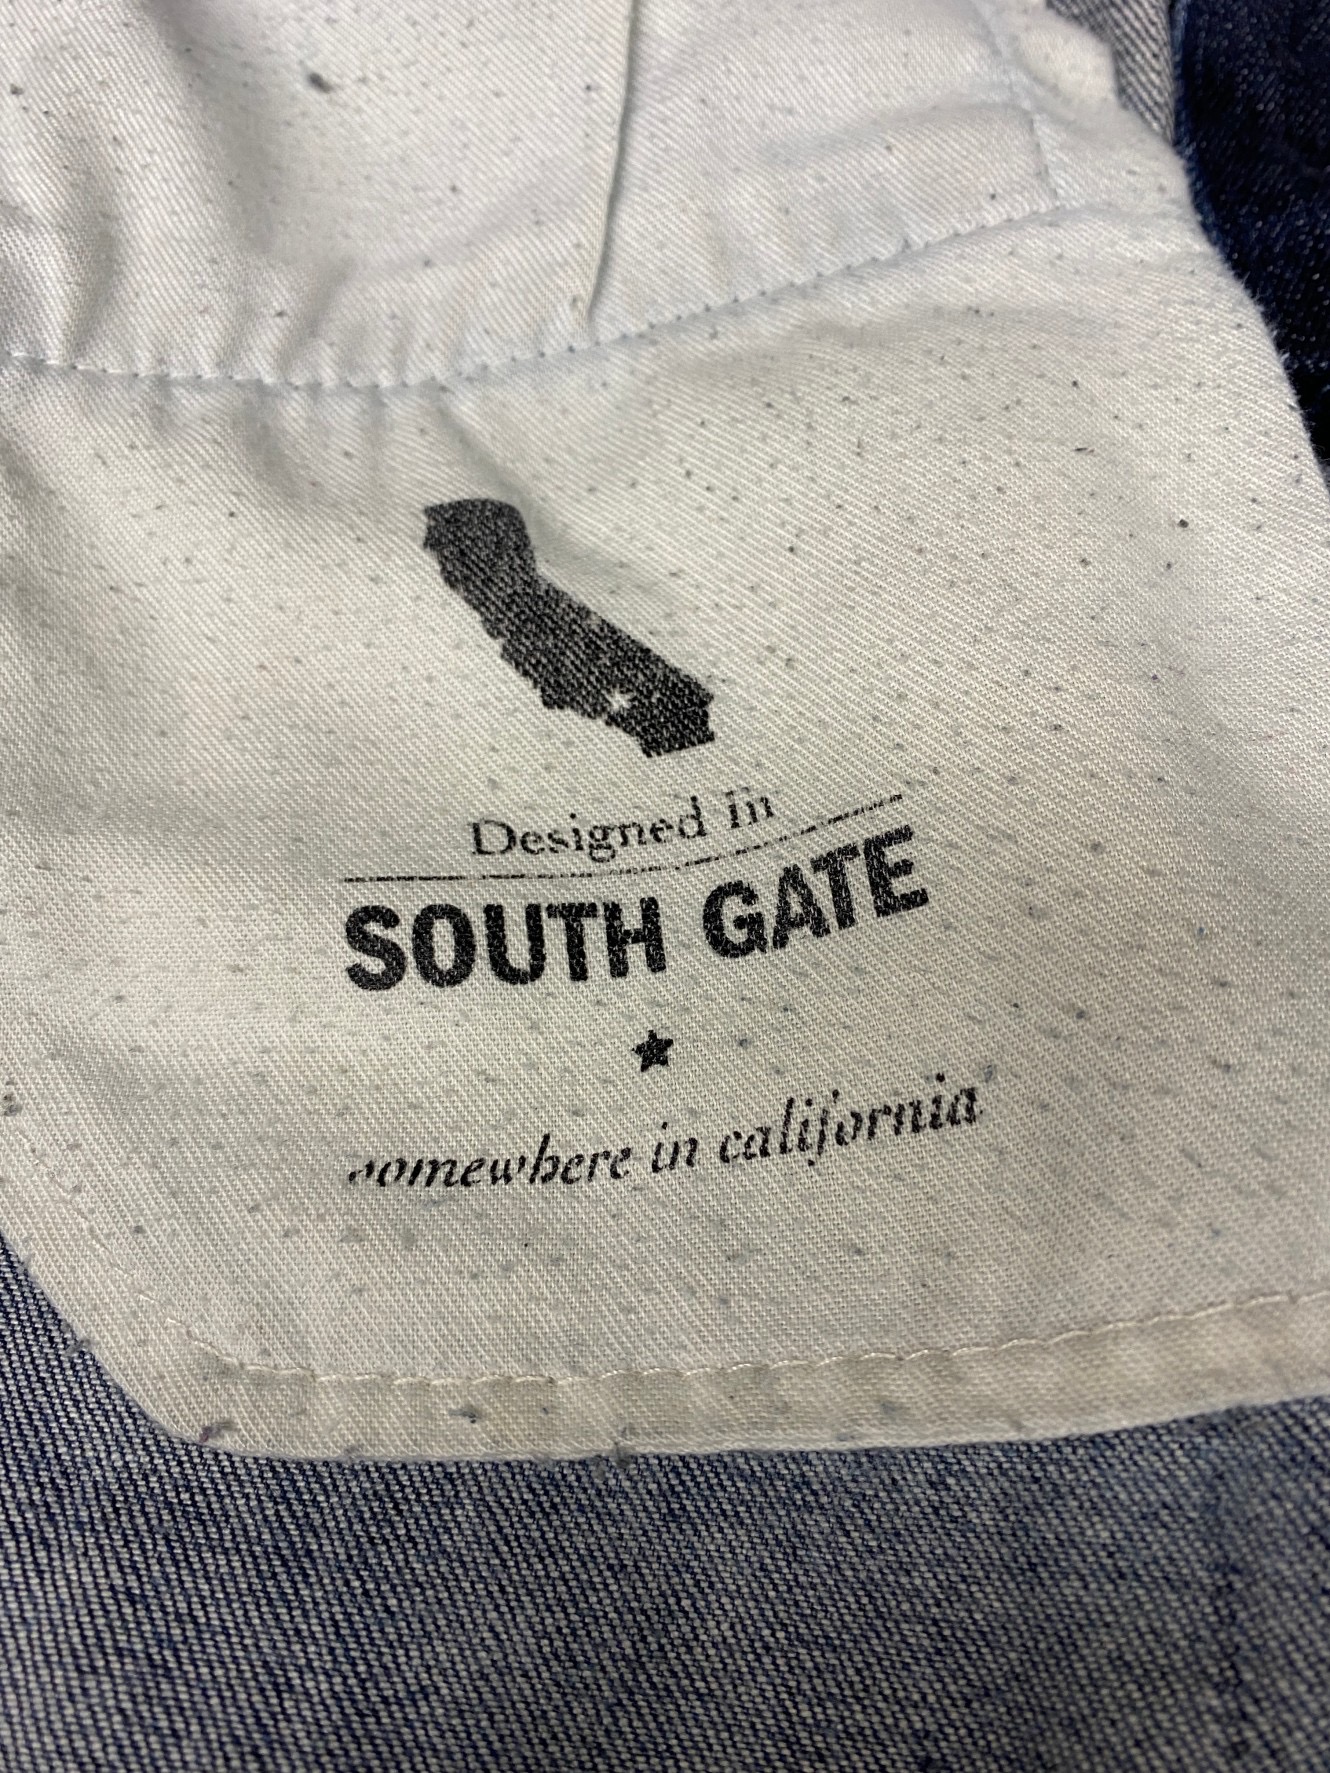 Designed In
SOUTH GATE
somewhere in california